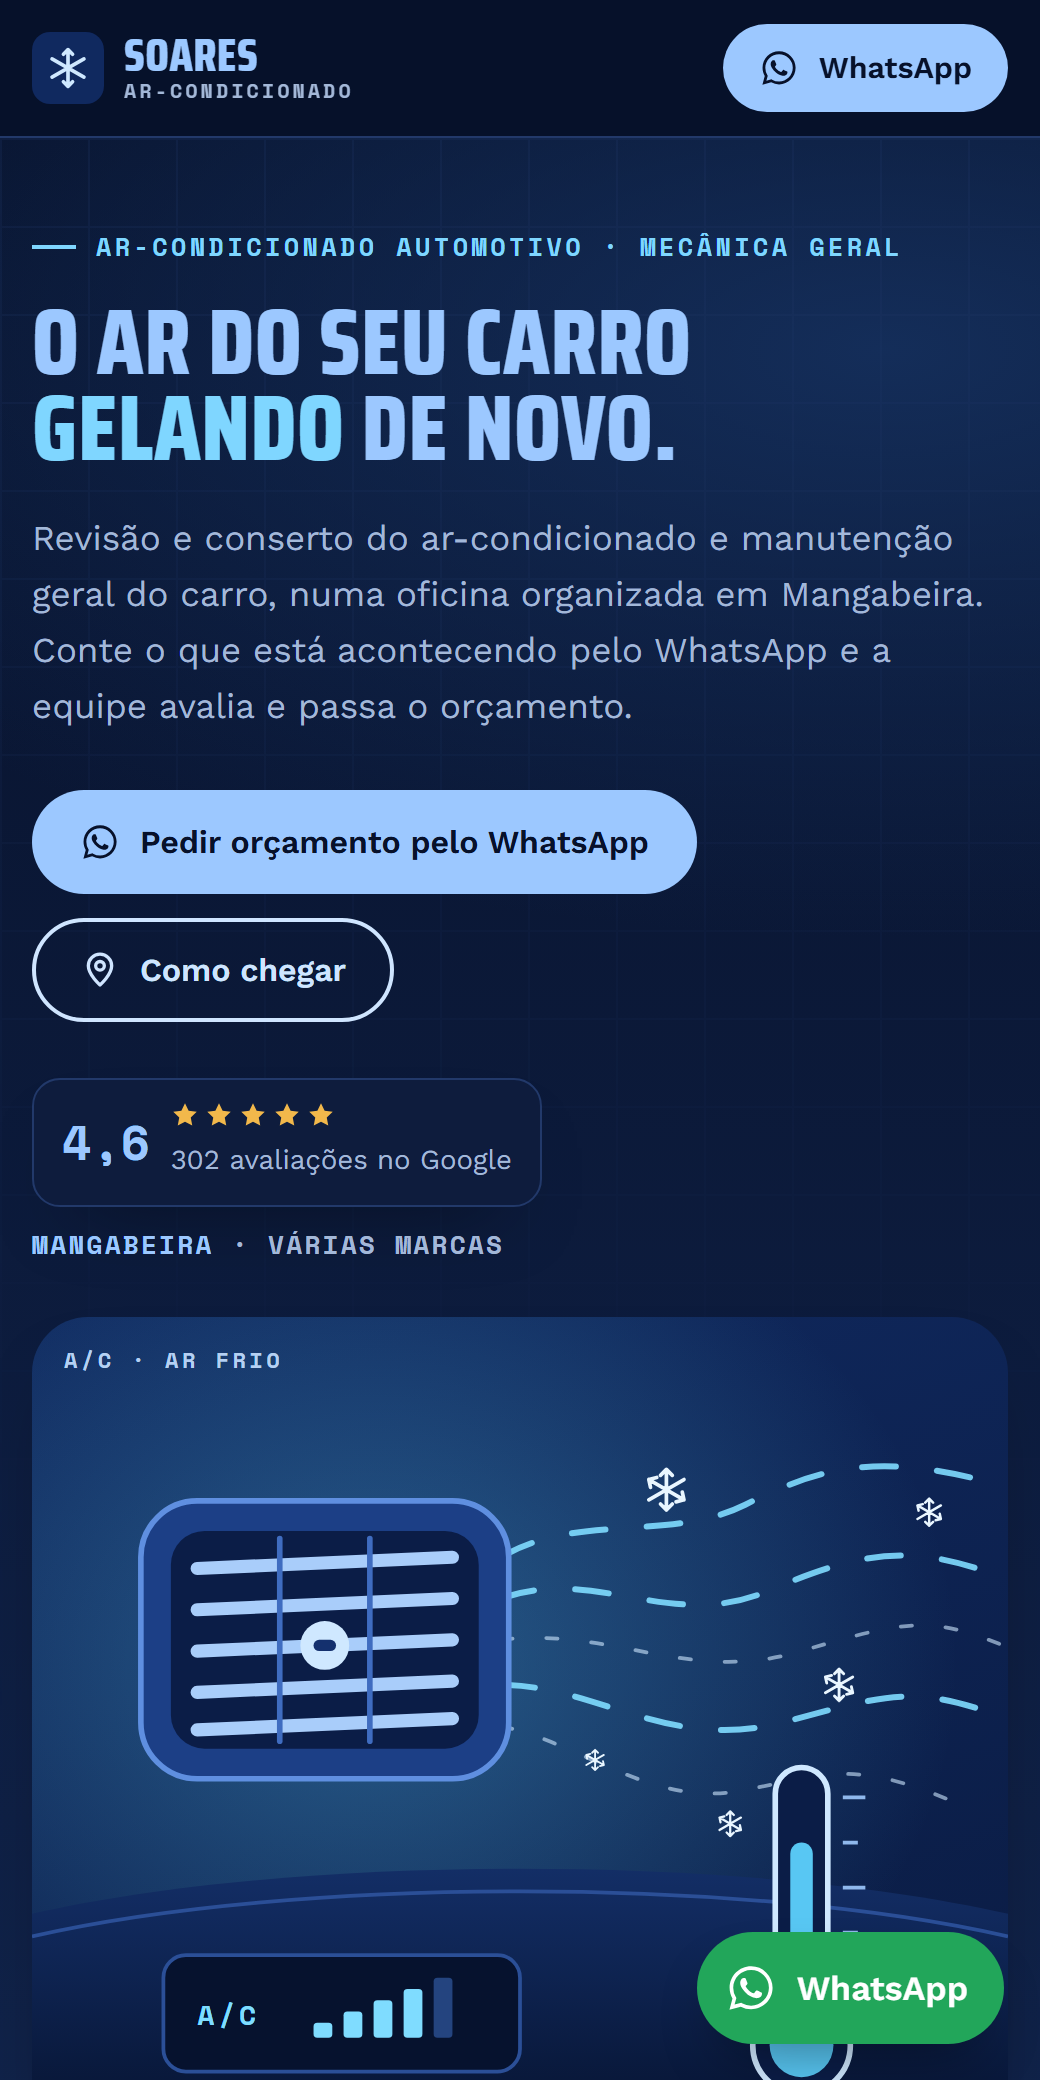 SOARES
AR-CONDICIONADO
WhatsApp
AR-CONDICIONADO AUTOMOTIVO · MECÂNICA GERAL
O AR DO SEU CARRO
GELANDO DE NOVO.
Revisão e conserto do ar-condicionado e manutenção
geral do carro, numa oficina organizada em Mangabeira.
Conte o que está acontecendo pelo WhatsApp e a
equipe avalia e passa o orçamento.
Pedir orçamento pelo WhatsApp
Como chegar
4,6
302 avaliações no Google
MANGABEIRA · VÁRIAS MARCAS
A/C · AR FRIO
WhatsApp
A/C